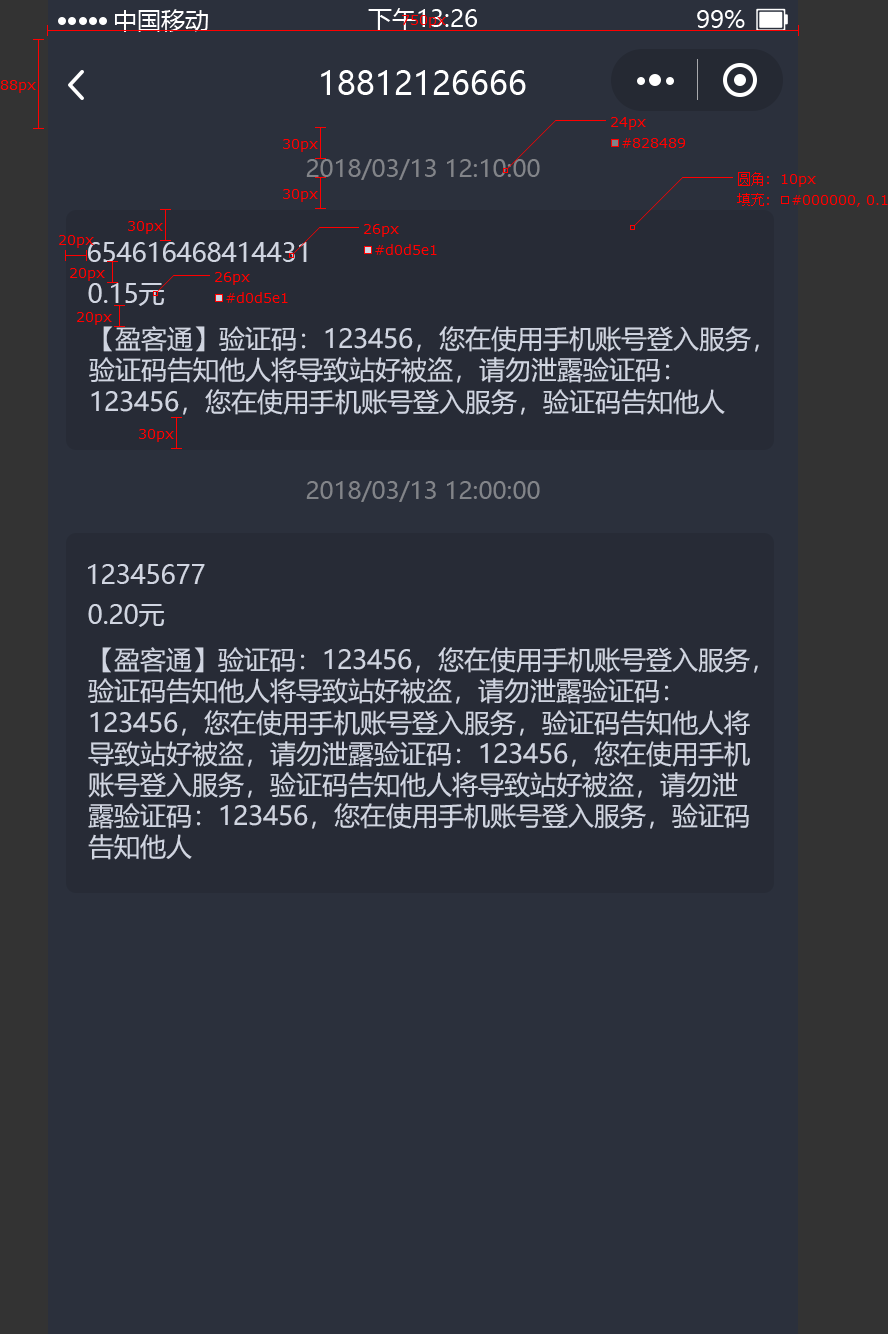 中国移动 下午13:26 99%
750px
88px
18812126666
24px
#828489
30px
2018/03/13 12:10:00
30px
圆角：10px
填充：#000000, 0.1
30px
26px
#d0d5e1
20px
654616468414431
20px
26px
#d0d5e1
0.15元
20px
【盈客通】验证码：123456，您在使用手机账号登入服务，
验证码告知他人将导致站好被盗，请勿泄露验证码：
123456，您在使用手机账号登入服务，验证码告知他人
30px
2018/03/13 12:00:00
12345677
0.20元
【盈客通】验证码：123456，您在使用手机账号登入服务，
验证码告知他人将导致站好被盗，请勿泄露验证码：
123456，您在使用手机账号登入服务，验证码告知他人将
导致站好被盗，请勿泄露验证码：123456，您在使用手机
账号登入服务，验证码告知他人将导致站好被盗，请勿泄
露验证码：123456，您在使用手机账号登入服务，验证码
告知他人